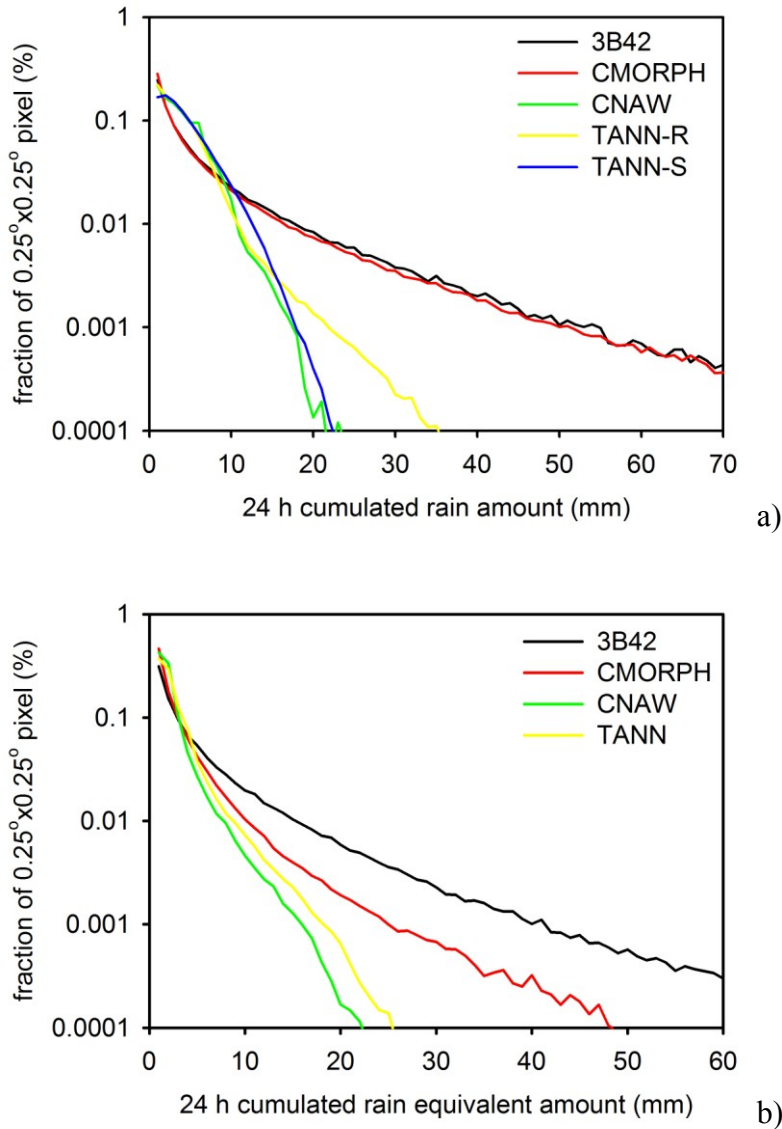 1
0.1
0.01
0.001
0.0001
fraction of 0.25°x0.25° pixel (%)
3B42
CMORPH
CNAW
TANN-R
TANN-S
0 10 20 30 40 50 60 70
24 h cumulated rain amount (mm)
a)
1
0.1
0.01
0.001
0.0001
fraction of 0.25°x0.25° pixel (%)
3B42
CMORPH
CNAW
TANN
0 10 20 30 40 50 60
24 h cumulated rain equivalent amount (mm)
b)